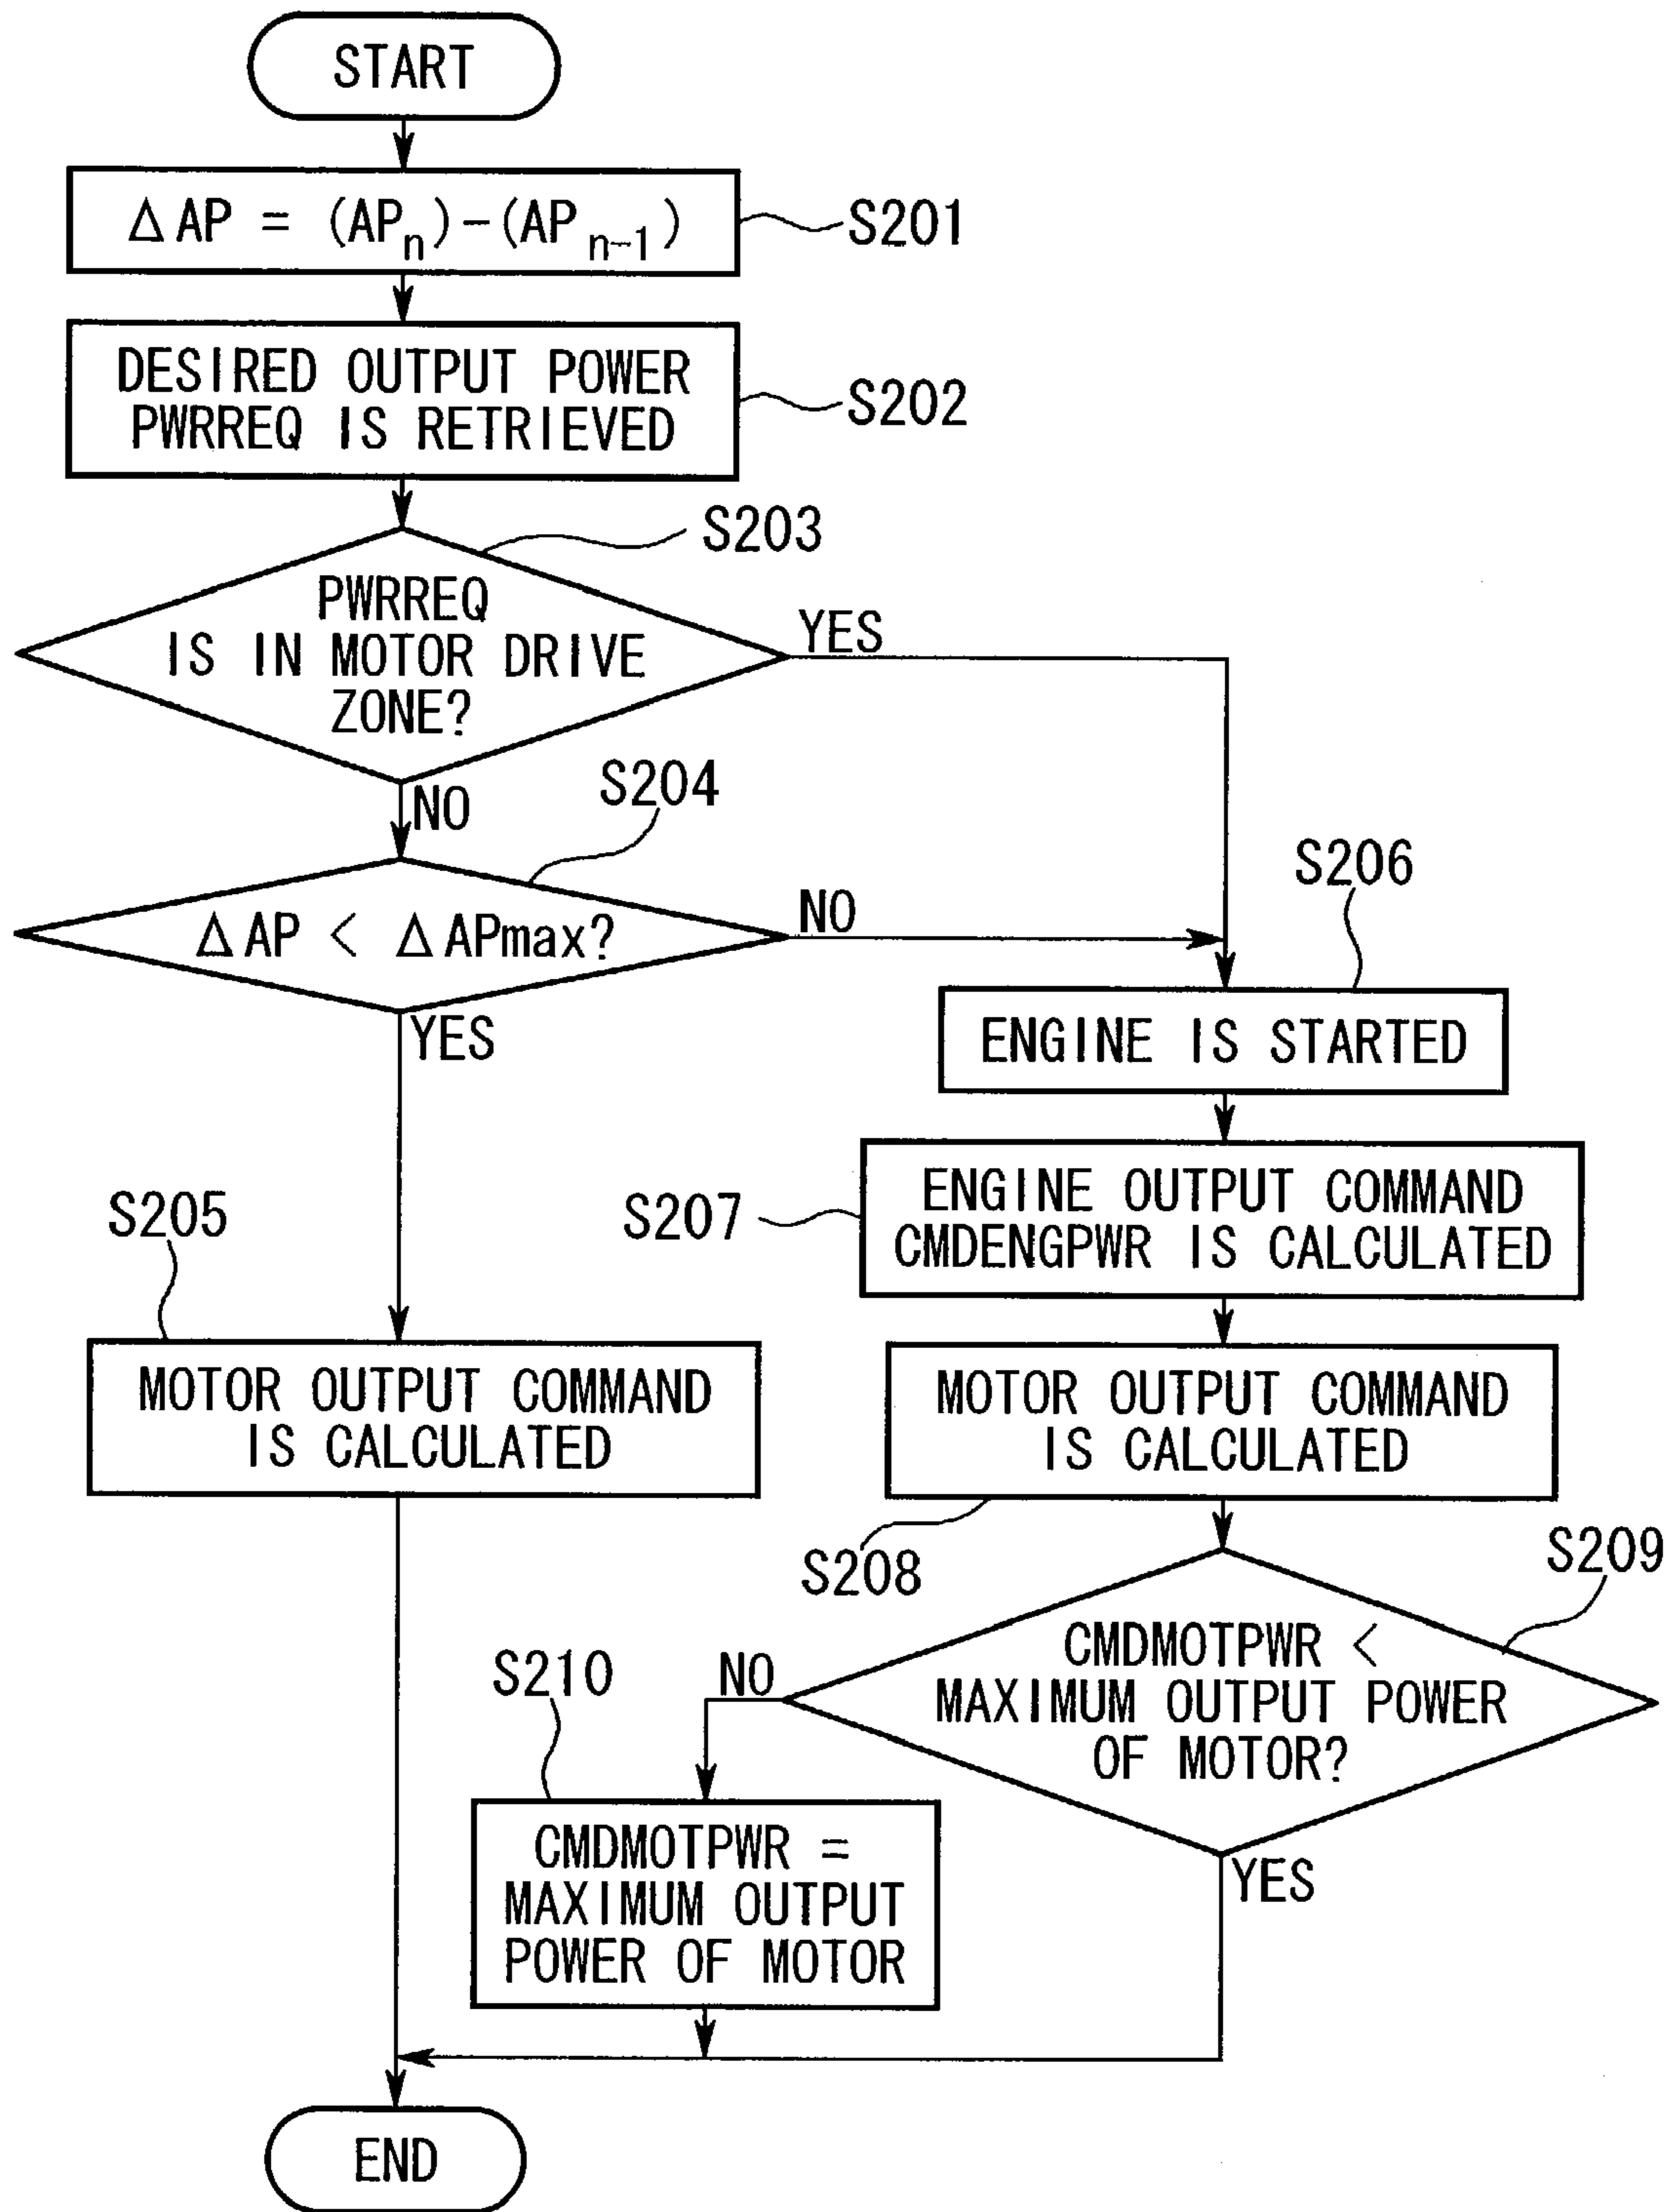 START
ΔAP = (APn)-(APn-1)
S201
DESIRED OUTPUT POWER
PWRREQ IS RETRIEVED
S202
S203
PWRREQ
IS IN MOTOR DRIVE
ZONE?
YES
NO
S204
ΔAP < ΔAPmax?
NO
YES
S206
ENGINE IS STARTED
S207
ENGINE OUTPUT COMMAND
CMDENGPWR IS CALCULATED
S205
MOTOR OUTPUT COMMAND
IS CALCULATED
MOTOR OUTPUT COMMAND
IS CALCULATED
S208
S209
CMDMOTPWR <
MAXIMUM OUTPUT POWER
OF MOTOR?
NO
YES
S210
CMDMOTPWR =
MAXIMUM OUTPUT
POWER OF MOTOR
END